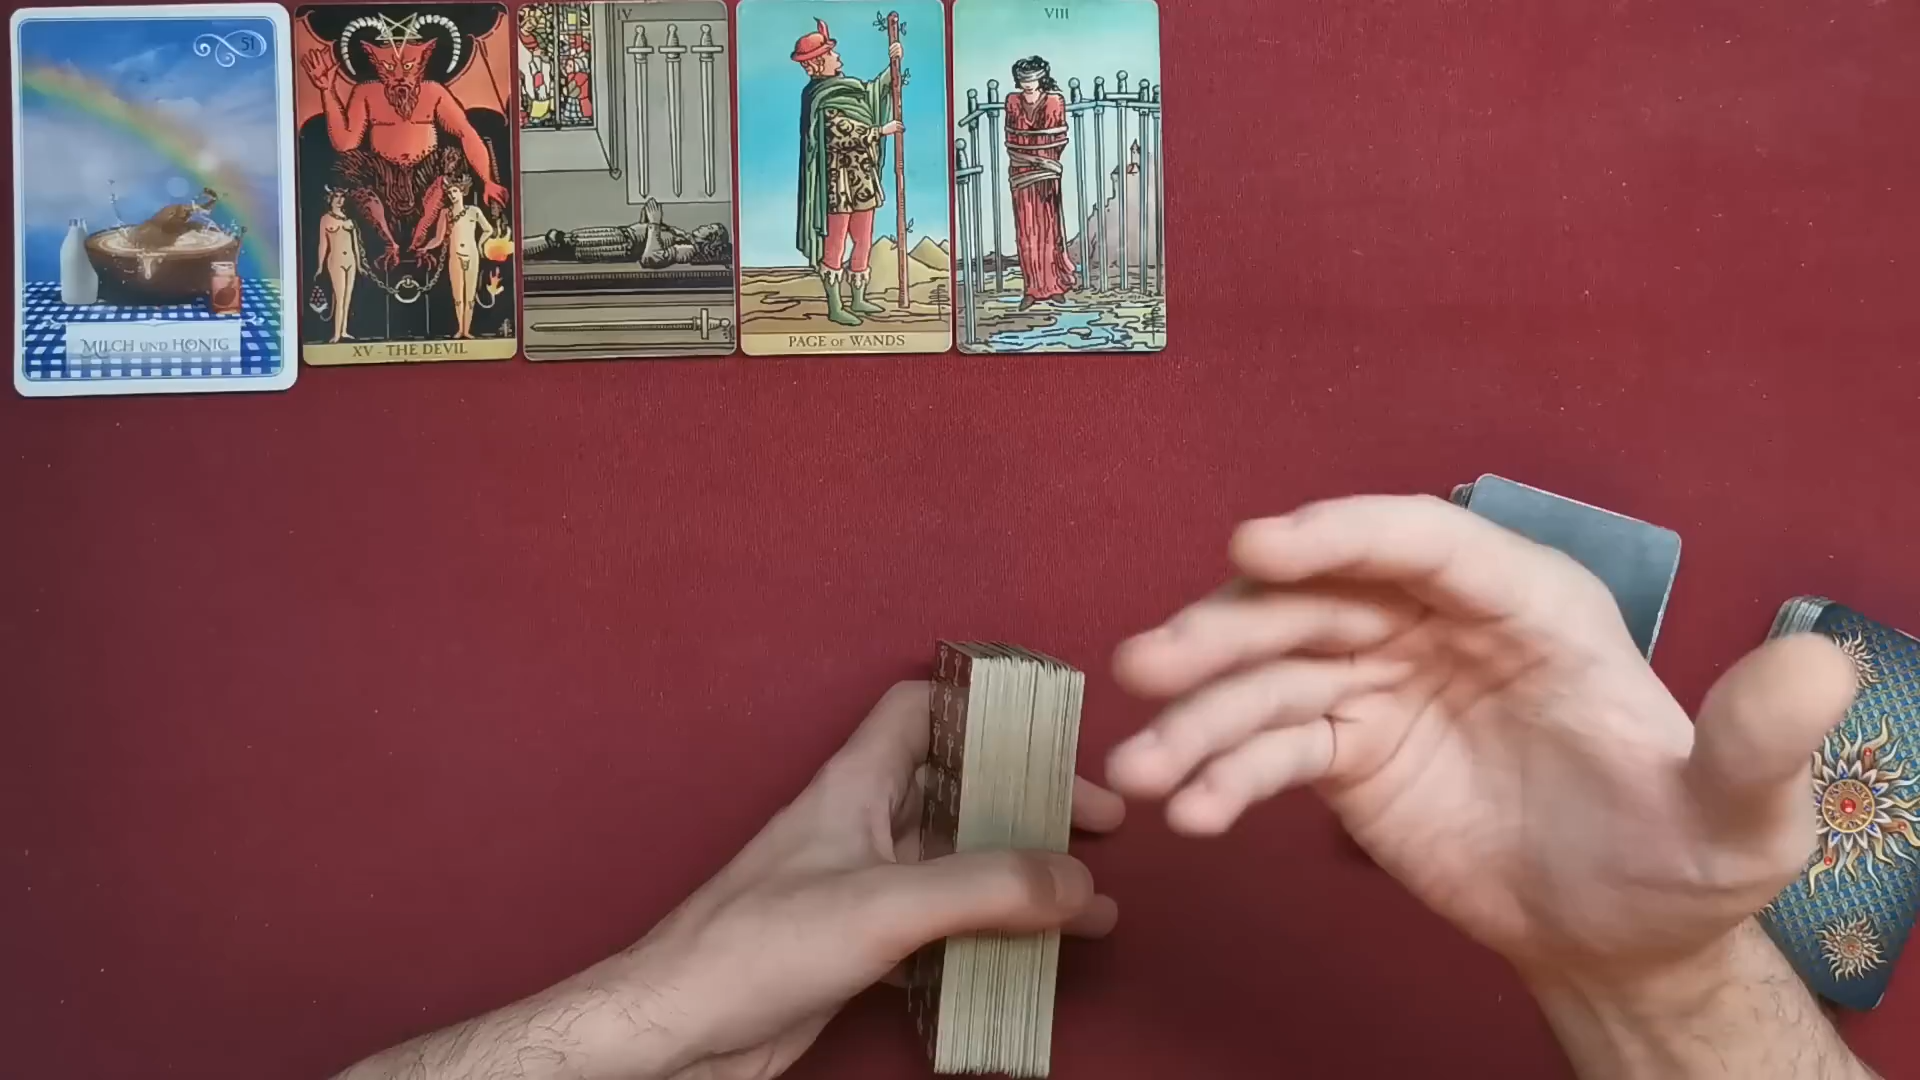 51
MILCH UND HONIG
XV - THE DEVIL
IV
PAGE OF WANDS
VIII